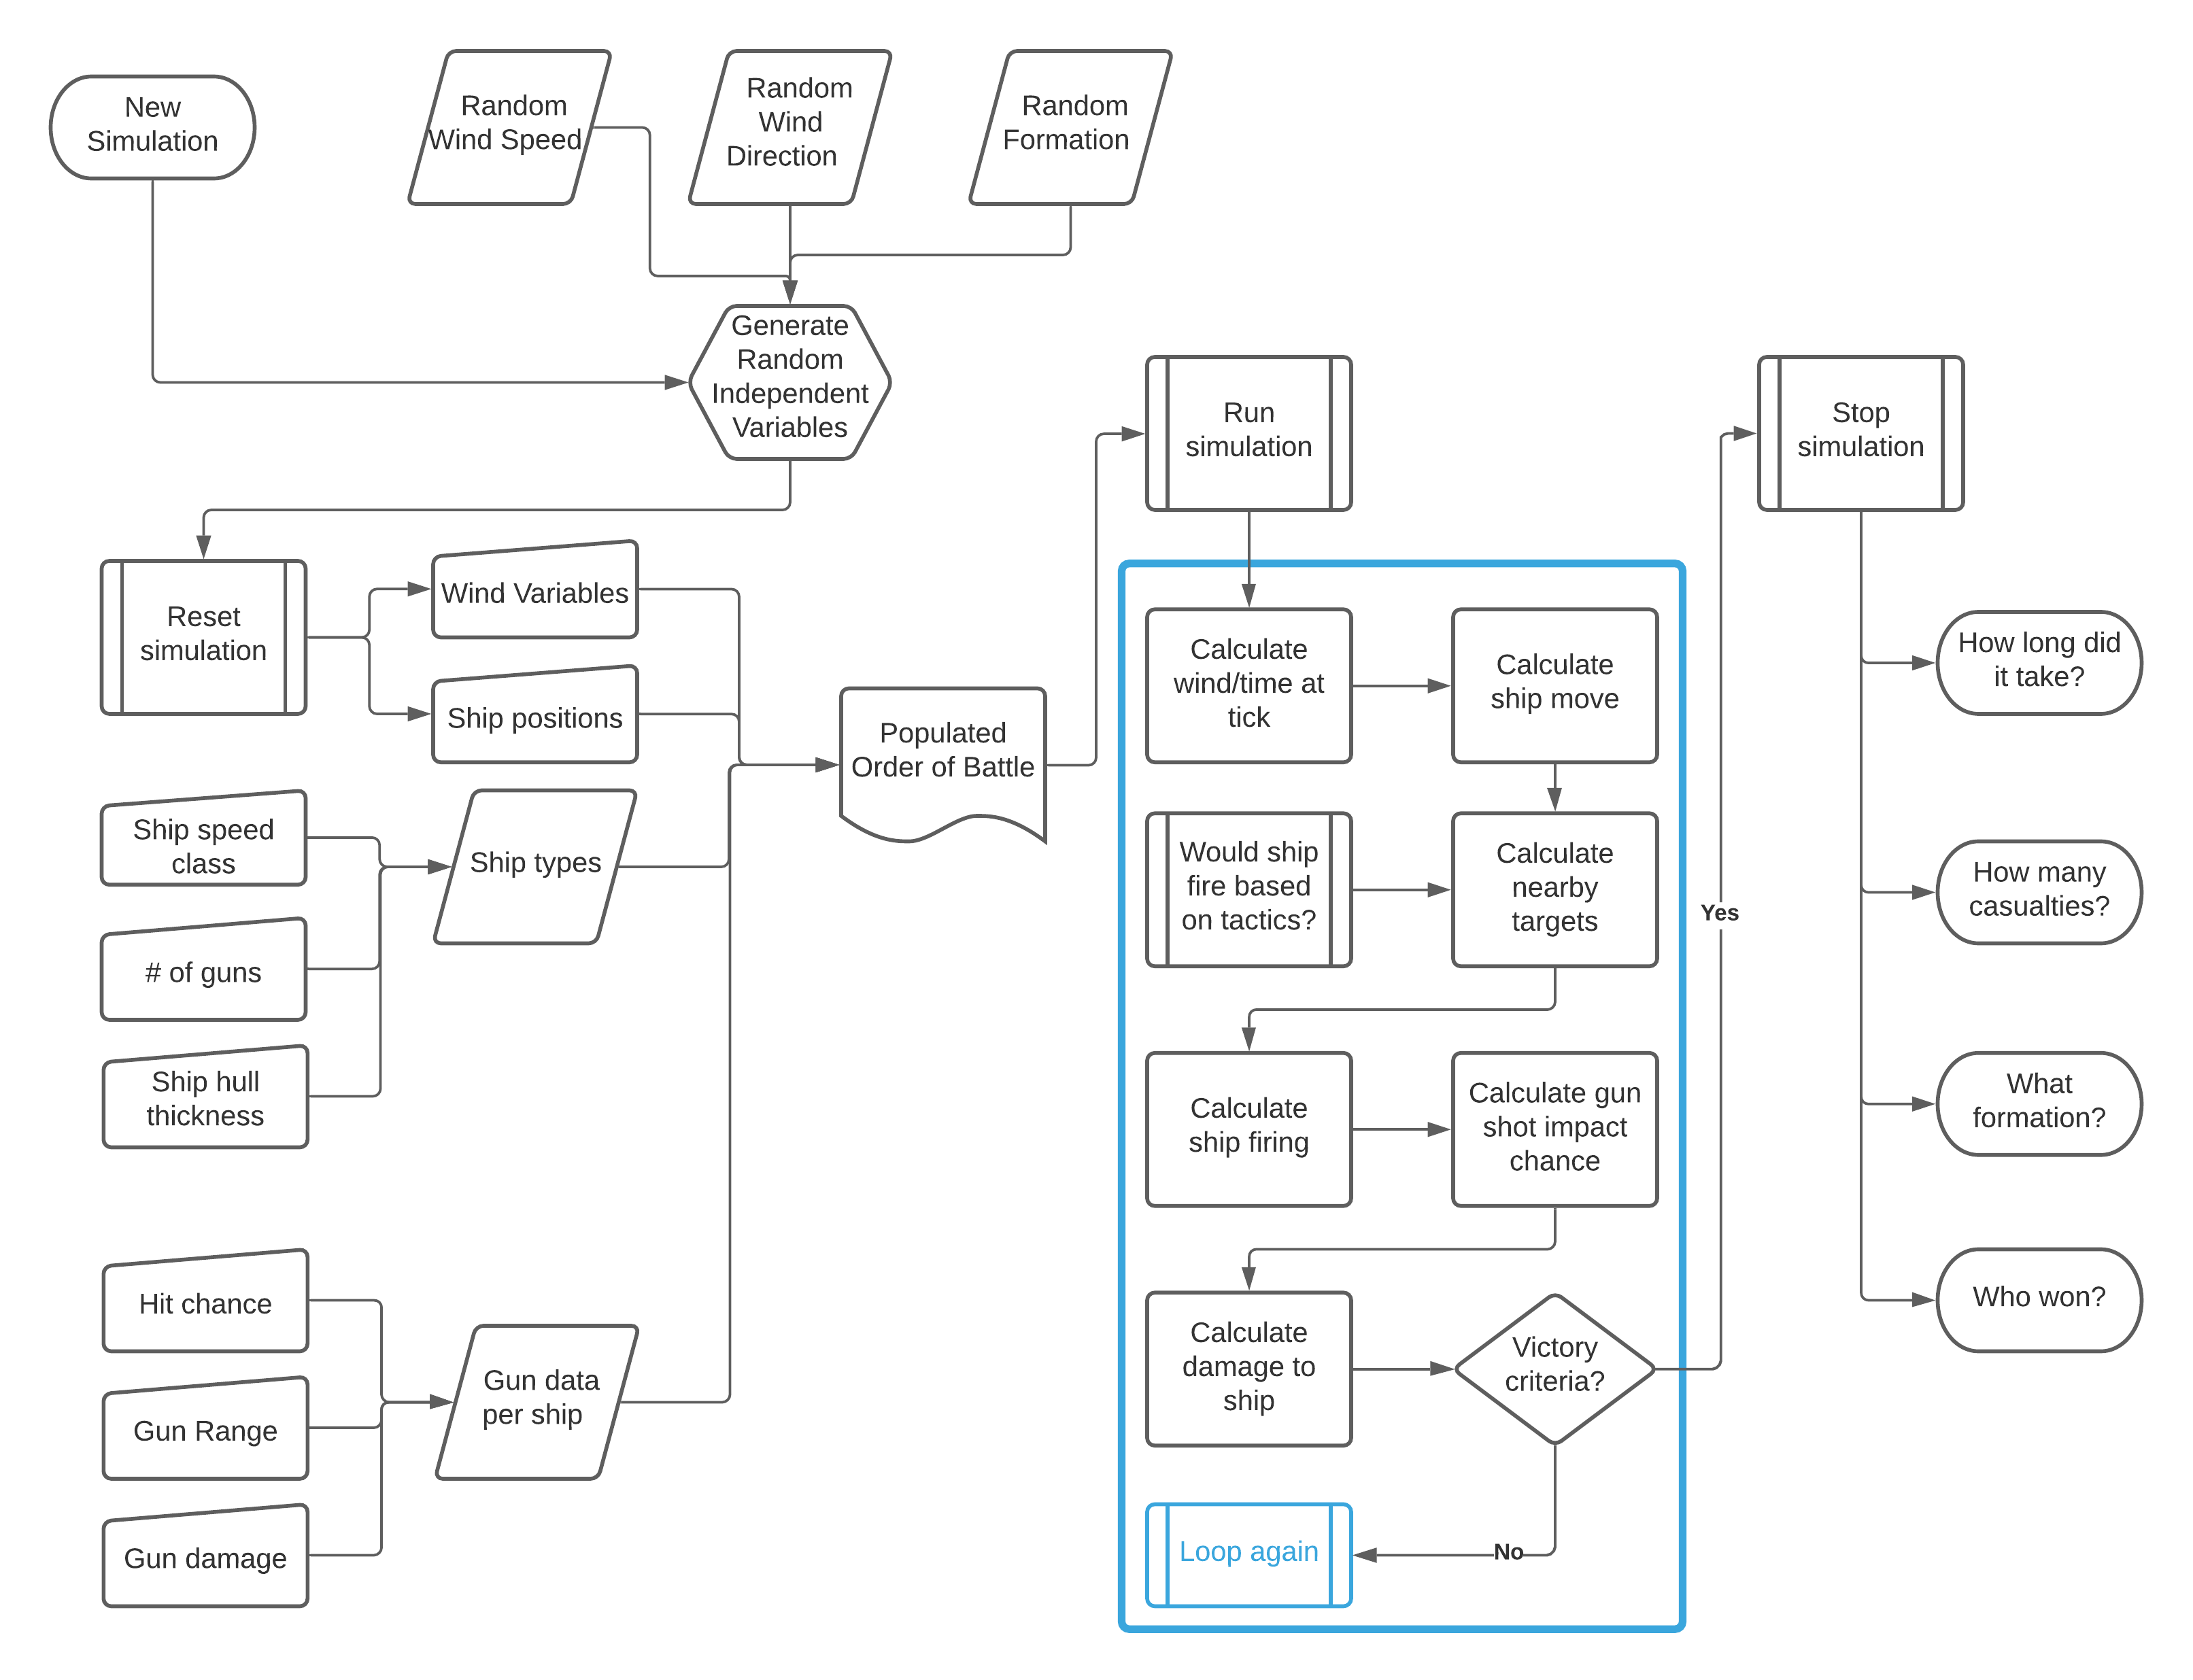 New
Simulation
Random
Wind Speed
Random
Wind
Direction
Random
Formation
Generate
Random
Independent
Variables
Run
simulation
Stop
simulation
Reset
simulation
Wind Variables
Ship positions
Ship speed
class
# of guns
Ship hull
thickness
Ship types
Hit chance
Gun Range
Gun damage
Gun data
per ship
Populated
Order of Battle
Calculate
wind/time at
tick
Calculate
ship move
Would ship
fire based
on tactics?
Calculate
nearby
targets
Calculate
ship firing
Calculate gun
shot impact
chance
Calculate
damage to
ship
Victory
criteria?
Yes
No
Loop again
How long did
it take?
How many
casualties?
What
formation?
Who won?